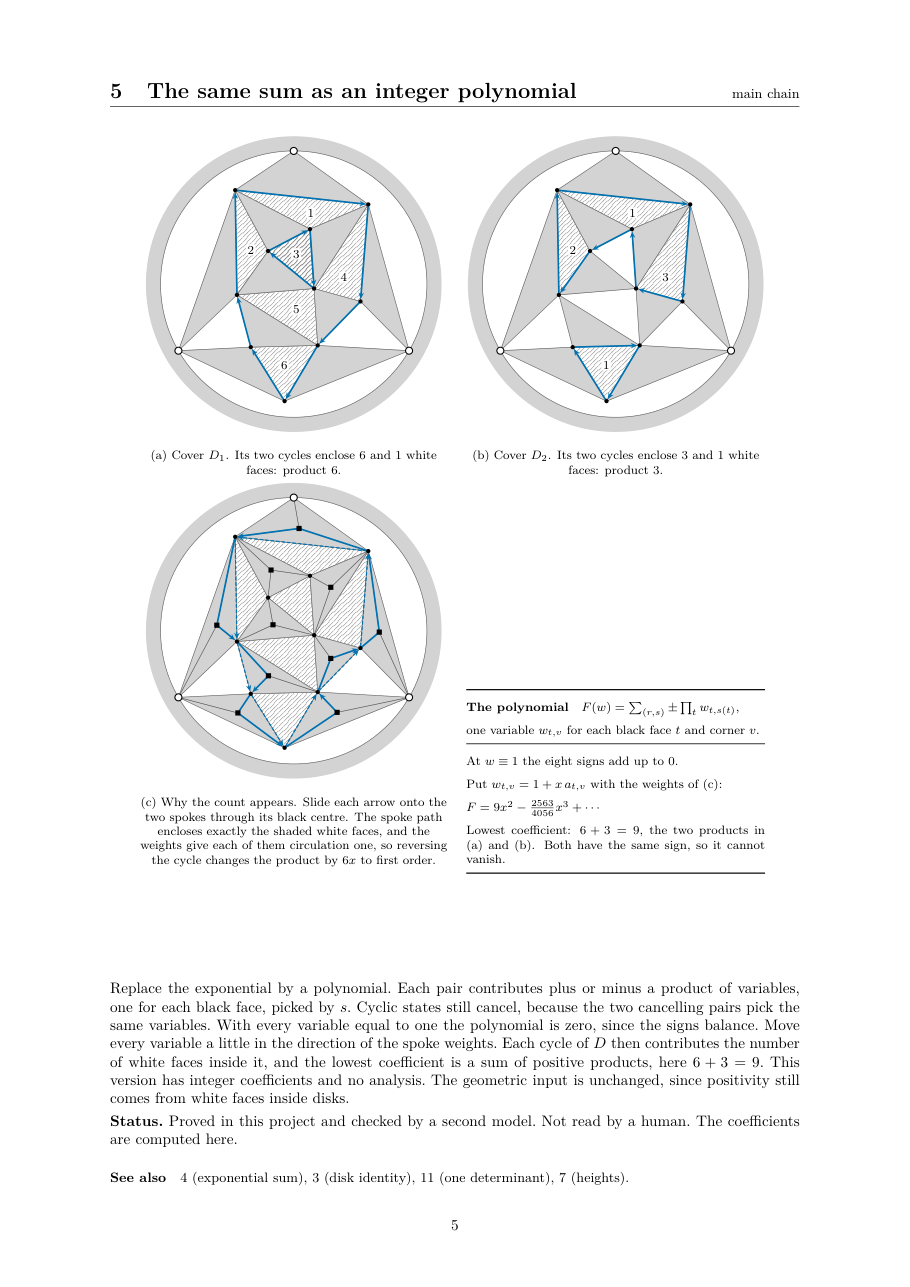 5 The same sum as an integer polynomial
main chain
1
2
3
4
5
6
1
2
3
1
(a) Cover D₁. Its two cycles enclose 6 and 1 white
faces: product 6.
(b) Cover D₂. Its two cycles enclose 3 and 1 white
faces: product 3.
(c) Why the count appears. Slide each arrow onto the
two spokes through its black centre. The spoke path
encloses exactly the shaded white faces, and the
weights give each of them circulation one, so reversing
the cycle changes the product by 6x to first order.
The polynomial F(w) = ∑_{(r,s)} ± ∏_t w_{t,s(t)},
one variable w_{t,v} for each black face t and corner v.
At w ≡ 1 the eight signs add up to 0.
Put w_{t,v} = 1 + x a_{t,v} with the weights of (c):
F = 9x² − 2563/4056 x³ + ···
Lowest coefficient: 6 + 3 = 9, the two products in
(a) and (b). Both have the same sign, so it cannot
vanish.
Replace the exponential by a polynomial. Each pair contributes plus or minus a product of variables,
one for each black face, picked by s. Cyclic states still cancel, because the two cancelling pairs pick the
same variables. With every variable equal to one the polynomial is zero, since the signs balance. Move
every variable a little in the direction of the spoke weights. Each cycle of D then contributes the number
of white faces inside it, and the lowest coefficient is a sum of positive products, here 6 + 3 = 9. This
version has integer coefficients and no analysis. The geometric input is unchanged, since positivity still
comes from white faces inside disks.
Status. Proved in this project and checked by a second model. Not read by a human. The coefficients
are computed here.
See also 4 (exponential sum), 3 (disk identity), 11 (one determinant), 7 (heights).
5